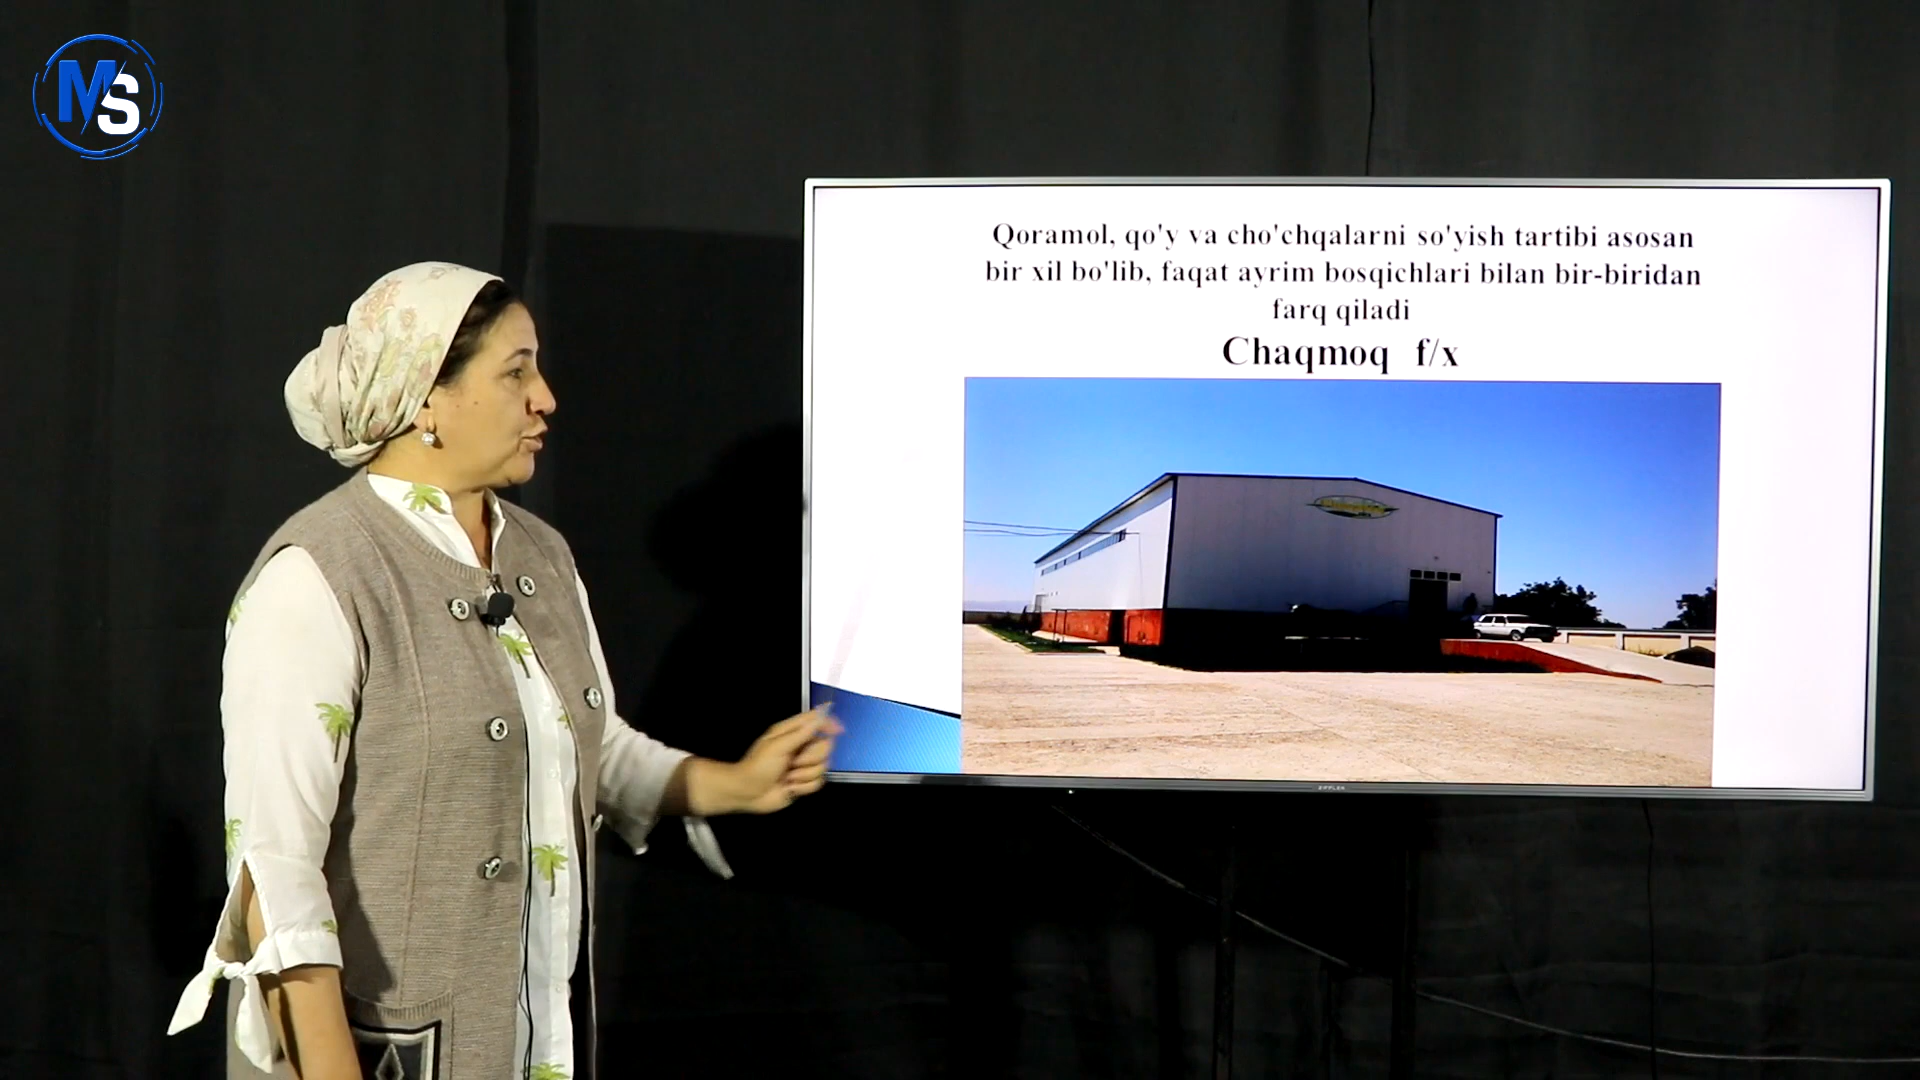 MS
Qoramol, qo'y va cho'chqalarni so'yish tartibi asosan
bir xil bo'lib, faqat ayrim bosqichlari bilan bir-biridan
farq qiladi
Chaqmoq f/x